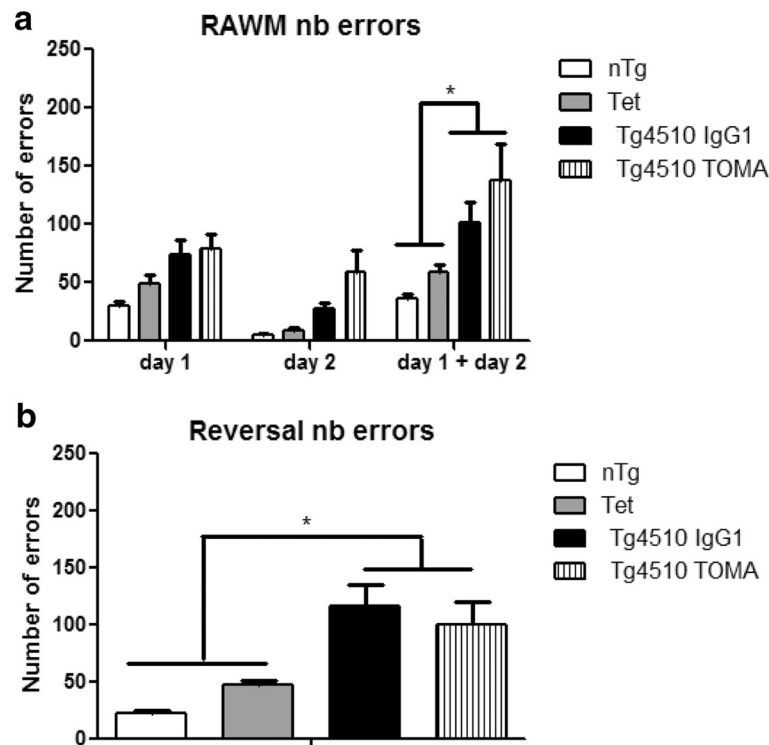 a
RAWM nb errors
250
200
150
100
50
0
Number of errors
*
day 1
day 2
day 1 + day 2
nTg
Tet
Tg4510 IgG1
Tg4510 TOMA
b
Reversal nb errors
250
200
150
100
50
0
Number of errors
*
nTg
Tet
Tg4510 IgG1
Tg4510 TOMA